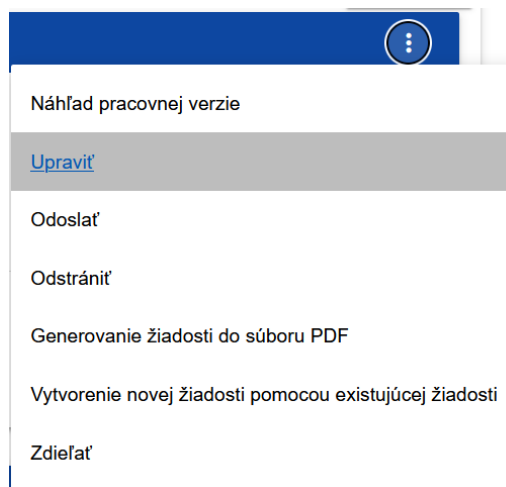 Náhľad pracovnej verzie
Upraviť
Odoslať
Odstrániť
Generovanie žiadosti do súboru PDF
Vytvorenie novej žiadosti pomocou existujúcej žiadosti
Zdieľať